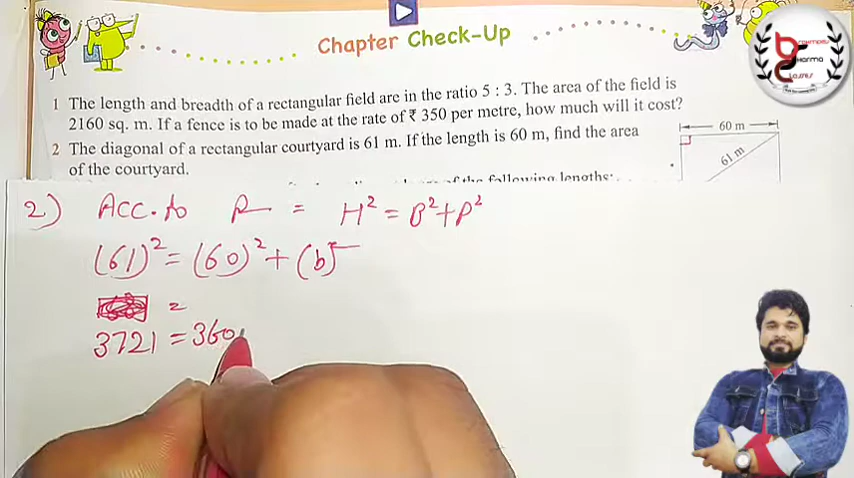 Chapter Check-Up
1 The length and breadth of a rectangular field are in the ratio 5 : 3. The area of the field is
2160 sq. m. If a fence is to be made at the rate of ₹ 350 per metre, how much will it cost?
2 The diagonal of a rectangular courtyard is 61 m. If the length is 60 m, find the area
of the courtyard.
60 m
61 m
of the following lengths:
2) Acc. to = H² = B²+P²
(61)² = (60)² + (b)²
=
3721 = 360